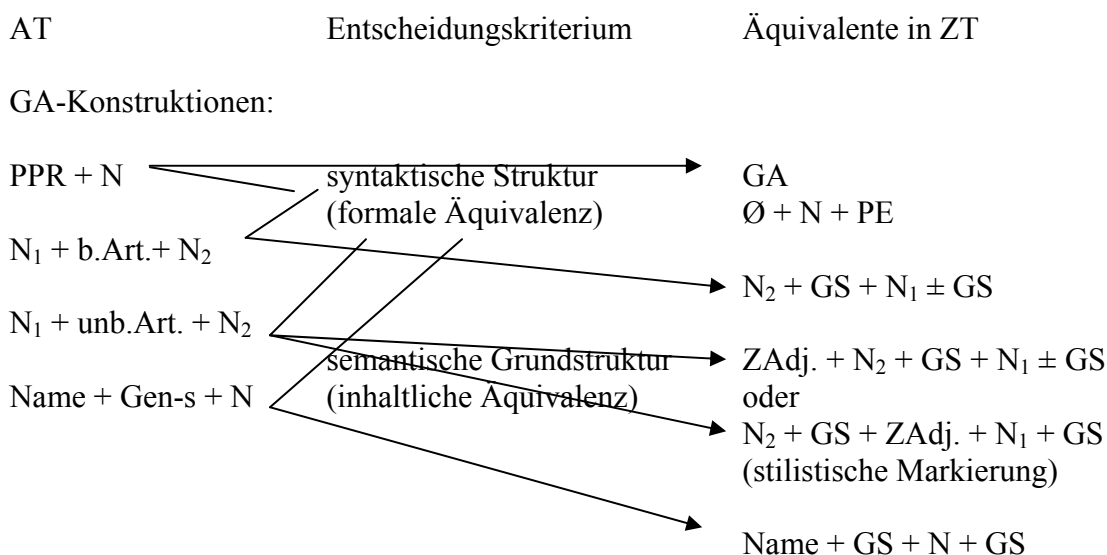 AT Entscheidungskriterium Äquivalente in ZT
GA-Konstruktionen:
PPR + N syntaktische Struktur GA
(formale Äquivalenz) Ø + N + PE
N₁ + b.Art.+ N₂
N₂ + GS + N₁ ± GS
N₁ + unb.Art. + N₂
semantische Grundstruktur ZAdj. + N₂ + GS + N₁ ± GS
Name + Gen-s + N (inhaltliche Äquivalenz) oder
N₂ + GS + ZAdj. + N₁ + GS
(stilistische Markierung)
Name + GS + N + GS